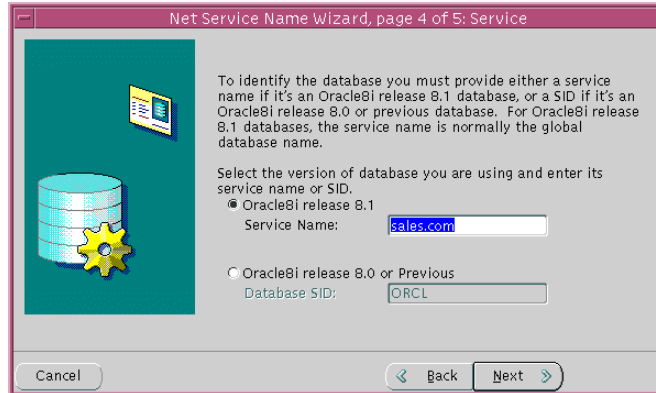 Net Service Name Wizard, page 4 of 5: Service
To identify the database you must provide either a service
name if it's an Oracle8i release 8.1 database, or a SID if it's an
Oracle8i release 8.0 or previous database. For Oracle8i release
8.1 databases, the service name is normally the global
database name.
Select the version of database you are using and enter its
service name or SID.
Oracle8i release 8.1
Service Name: sales.com
Oracle8i release 8.0 or Previous
Database SID: ORCL
Cancel Back Next